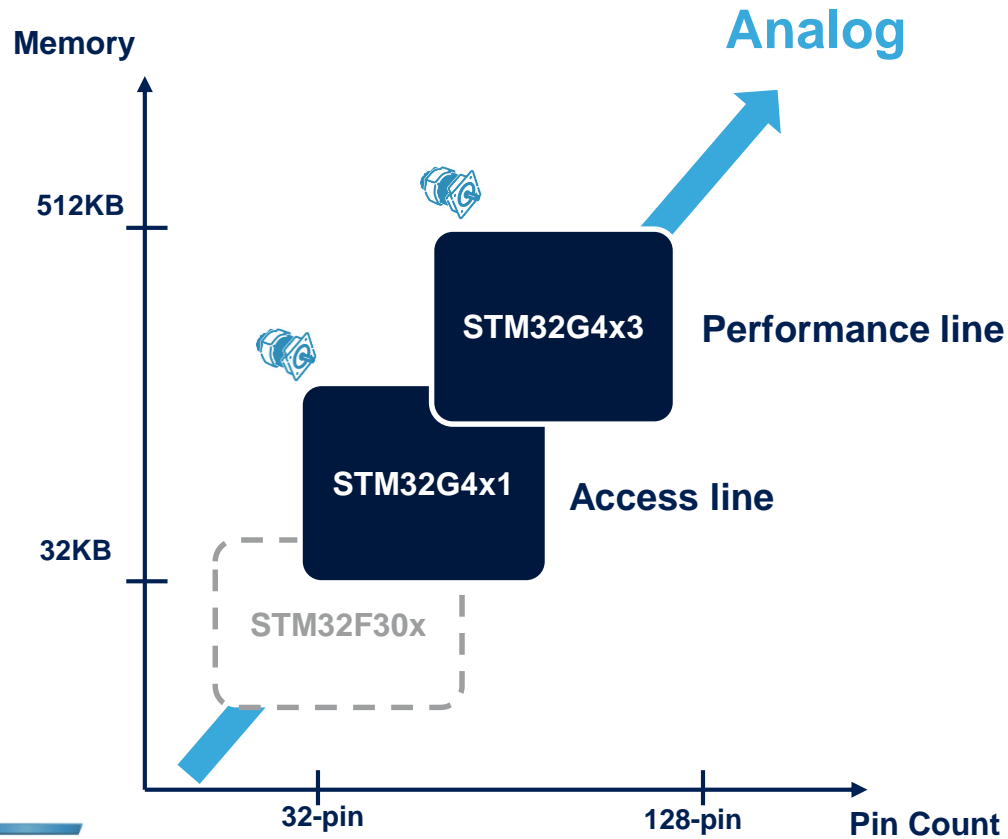 Analog
Memory
512KB
STM32G4x3
Performance line
STM32G4x1
Access line
32KB
STM32F30x
32-pin
128-pin
Pin Count